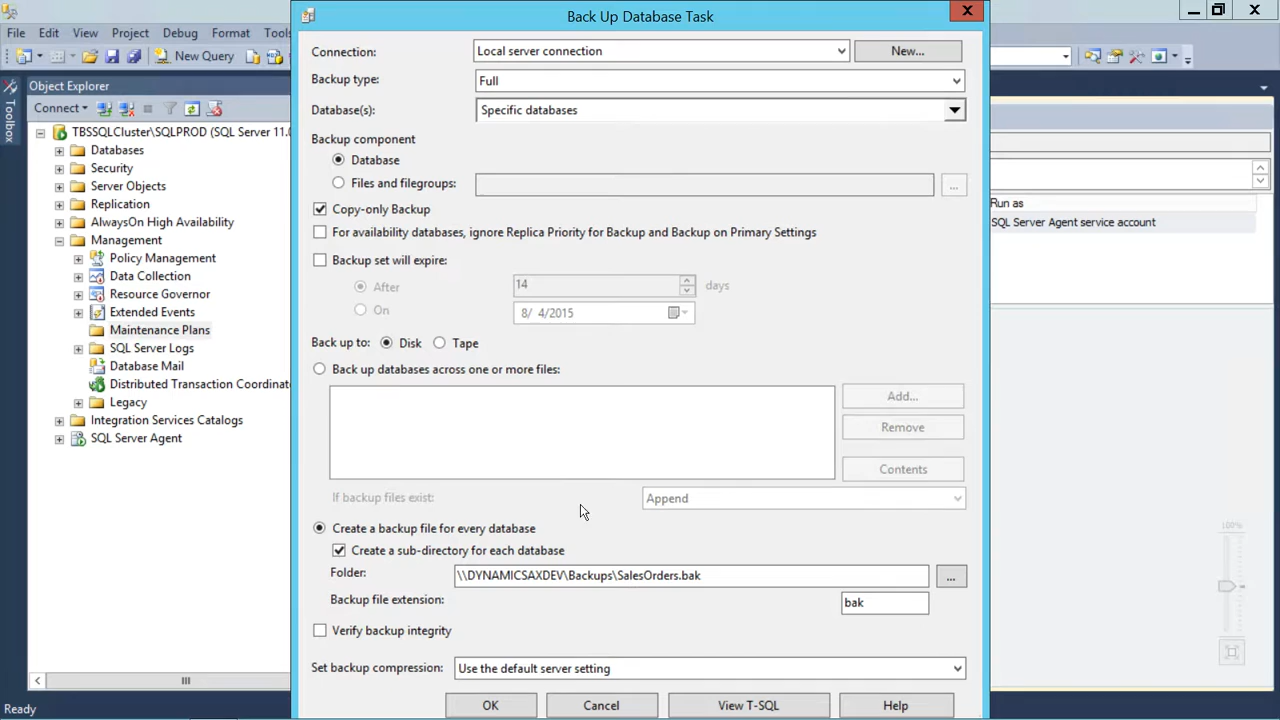 Back Up Database Task
File Edit View Project Debug Format Tools
New Query
Object Explorer
Toolbox
Connect
TBSSQLCluster\SQLPROD (SQL Server 11.0
Databases
Security
Server Objects
Replication
AlwaysOn High Availability
Management
Policy Management
Data Collection
Resource Governor
Extended Events
Maintenance Plans
SQL Server Logs
Database Mail
Distributed Transaction Coordinat
Legacy
Integration Services Catalogs
SQL Server Agent
Ready
Connection: Local server connection New...
Backup type: Full
Database(s): Specific databases
Backup component
Database
Files and filegroups: ...
Copy-only Backup
For availability databases, ignore Replica Priority for Backup and Backup on Primary Settings
Backup set will expire:
After 14 days
On 8/ 4/2015
Back up to: Disk Tape
Back up databases across one or more files:
Add...
Remove
Contents
If backup files exist: Append
Create a backup file for every database
Create a sub-directory for each database
Folder: \\DYNAMICSAXDEV\Backups\SalesOrders.bak ...
Backup file extension: bak
Verify backup integrity
Set backup compression: Use the default server setting
OK Cancel View T-SQL Help
Run as
SQL Server Agent service account
100%